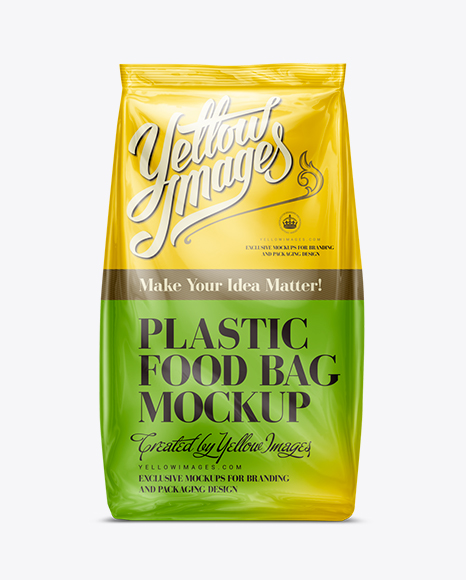 Yellow
Images
YELLOWIMAGES.COM
EXCLUSIVE MOCKUPS FOR BRANDING
AND PACKAGING DESIGN
Make Your Idea Matter!
PLASTIC
FOOD BAG
MOCKUP
Created by Yellow Images
YELLOWIMAGES.COM
EXCLUSIVE MOCKUPS FOR BRANDING
AND PACKAGING DESIGN